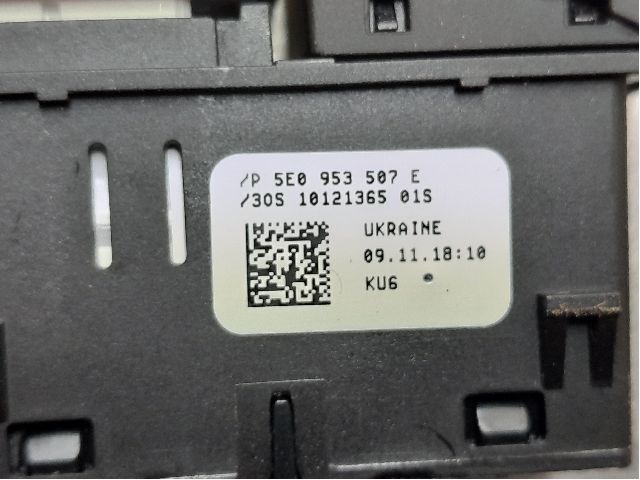 /P 5E0 953 507 E
/30S 10121365 01S
UKRAINE
09.11.18:10
KU6